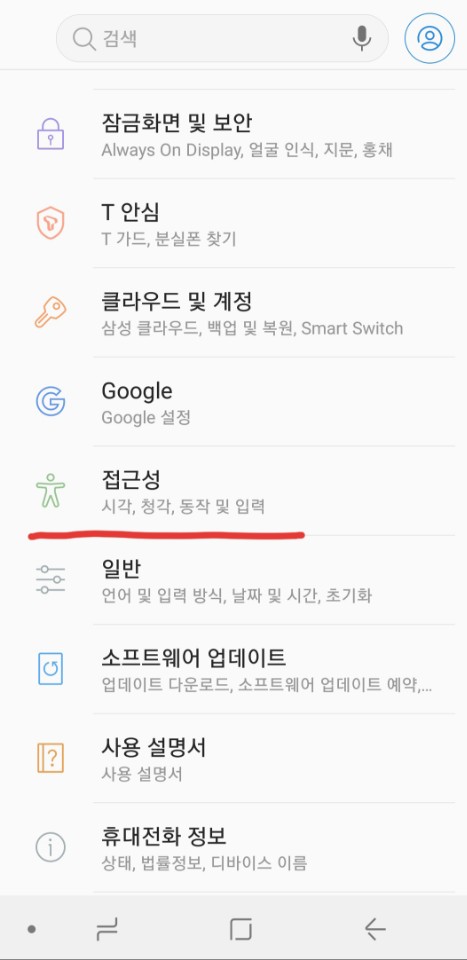 검색
잠금화면 및 보안
Always On Display, 얼굴 인식, 지문, 홍채
T 안심
T 가드, 분실폰 찾기
클라우드 및 계정
삼성 클라우드, 백업 및 복원, Smart Switch
Google
Google 설정
접근성
시각, 청각, 동작 및 입력
일반
언어 및 입력 방식, 날짜 및 시간, 초기화
소프트웨어 업데이트
업데이트 다운로드, 소프트웨어 업데이트 예약,...
사용 설명서
사용 설명서
휴대전화 정보
상태, 법률정보, 디바이스 이름